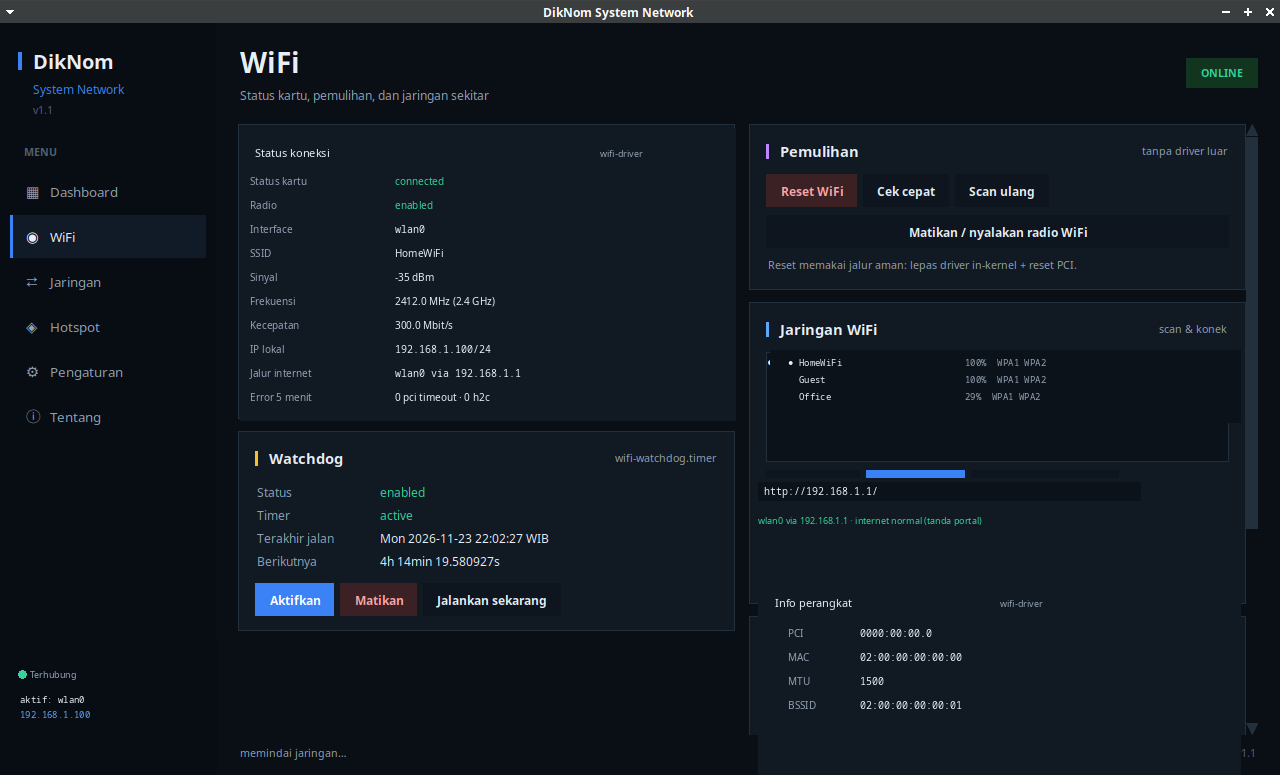 DikNom System Network
DikNom
System Network
v1.1
MENU
Dashboard
WiFi
Jaringan
Hotspot
Pengaturan
Tentang
Terhubung
aktif: wlan0
192.168.1.100
WiFi
Status kartu, pemulihan, dan jaringan sekitar
ONLINE
Status koneksi wifi-driver
Status kartu connected
Radio enabled
Interface wlan0
SSID HomeWiFi
Sinyal -35 dBm
Frekuensi 2412.0 MHz (2.4 GHz)
Kecepatan 300.0 Mbit/s
IP lokal 192.168.1.100/24
Jalur internet wlan0 via 192.168.1.1
Error 5 menit 0 pci timeout · 0 h2c
Watchdog wifi-watchdog.timer
Status enabled
Timer active
Terakhir jalan Mon 2026-11-23 22:02:27 WIB
Berikutnya 4h 14min 19.580927s
Aktifkan Matikan Jalankan sekarang
Pemulihan tanpa driver luar
Reset WiFi Cek cepat Scan ulang
Matikan / nyalakan radio WiFi
Reset memakai jalur aman: lepas driver in-kernel + reset PCI.
Jaringan WiFi scan & konek
● HomeWiFi 100% WPA1 WPA2
Guest 100% WPA1 WPA2
Office 29% WPA1 WPA2
http://192.168.1.1/
wlan0 via 192.168.1.1 · internet normal (tanda portal)
Info perangkat wifi-driver
PCI 0000:00:00.0
MAC 02:00:00:00:00:00
MTU 1500
BSSID 02:00:00:00:00:01
memindai jaringan...
1.1